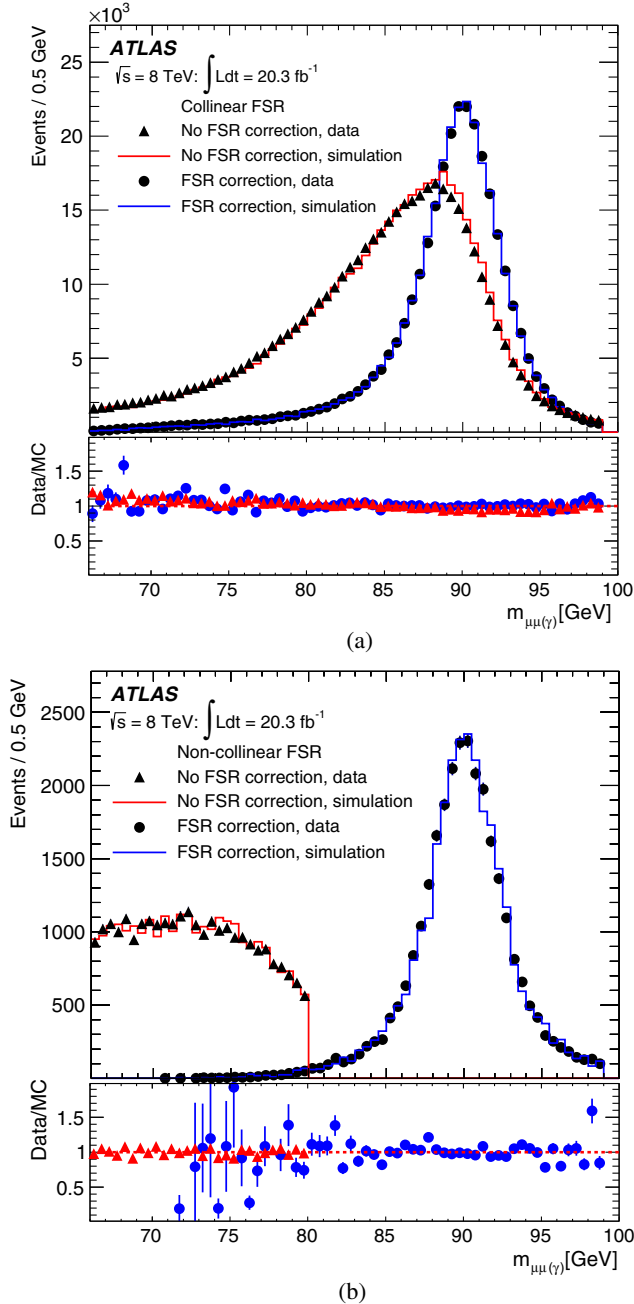 ×10³
ATLAS
√s = 8 TeV: ∫Ldt = 20.3 fb⁻¹
Collinear FSR
No FSR correction, data
No FSR correction, simulation
FSR correction, data
FSR correction, simulation
Events / 0.5 GeV
25
20
15
10
5
Data/MC
1.5
1
0.5
70 75 80 85 90 95 100
mμμ(γ)[GeV]
(a)
ATLAS
√s = 8 TeV: ∫Ldt = 20.3 fb⁻¹
Non-collinear FSR
No FSR correction, data
No FSR correction, simulation
FSR correction, data
FSR correction, simulation
Events / 0.5 GeV
2500
2000
1500
1000
500
Data/MC
1.5
1
0.5
70 75 80 85 90 95 100
mμμ(γ)[GeV]
(b)